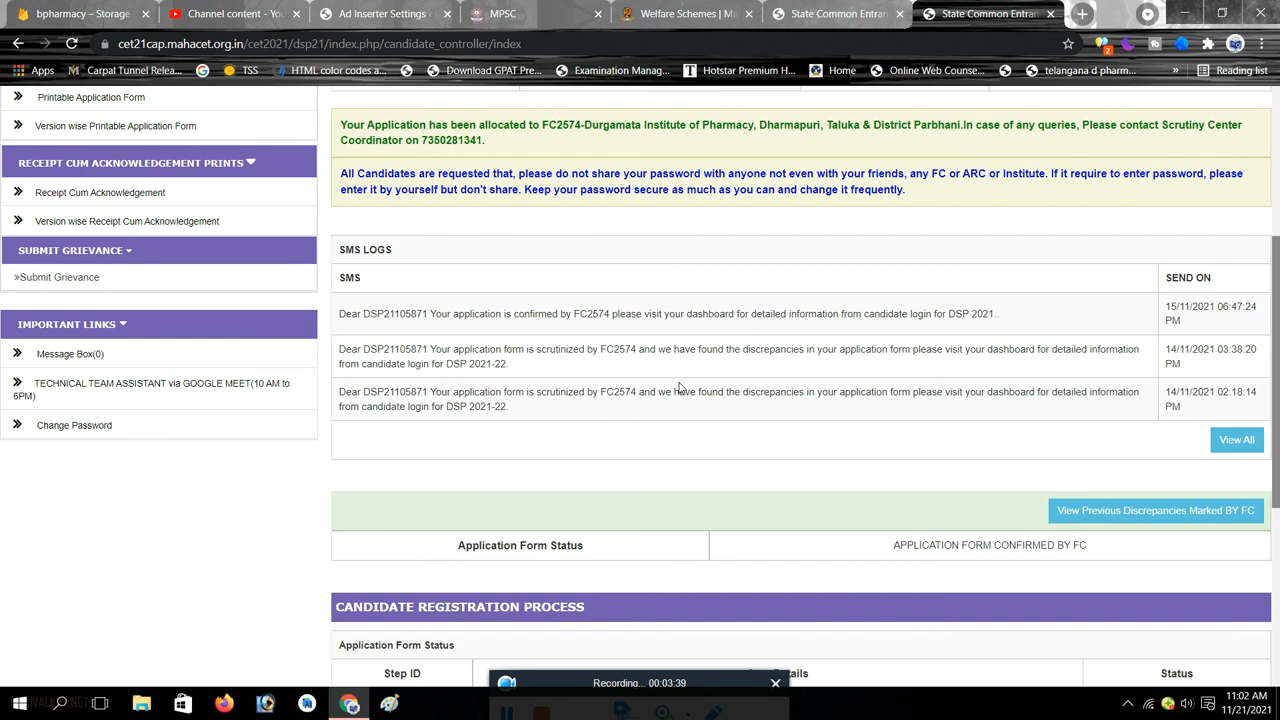 bpharmacy – Storage
Channel content - Yo
Ad Inserter Settings
MPSC
Welfare Schemes | Ma
State Common Entran
State Common Entran
cet21cap.mahacet.org.in/cet2021/dsp21/index.php/candidate_controller/index
2
Apps
Carpal Tunnel Relea...
TSS
HTML color codes a...
Download GPAT Pre...
Examination Manag...
Hotstar Premium H...
Home
Online Web Counse...
telangana d pharm...
»
Reading list
Printable Application Form
Version wise Printable Application Form
RECEIPT CUM ACKNOWLEDGEMENT PRINTS
Receipt Cum Acknowledgement
Version wise Receipt Cum Acknowledgement
SUBMIT GRIEVANCE
»Submit Grievance
IMPORTANT LINKS
Message Box(0)
TECHNICAL TEAM ASSISTANT via GOOGLE MEET(10 AM to
6PM)
Change Password
Your Application has been allocated to FC2574-Durgamata Institute of Pharmacy, Dharmapuri, Taluka & District Parbhani.In case of any queries, Please contact Scrutiny Center
Coordinator on 7350281341.
All Candidates are requested that, please do not share your password with anyone not even with your friends, any FC or ARC or Institute. If it require to enter password, please
enter it by yourself but don't share. Keep your password secure as much as you can and change it frequently.
SMS LOGS
SMS
SEND ON
Dear DSP21105871 Your application is confirmed by FC2574 please visit your dashboard for detailed information from candidate login for DSP 2021..
15/11/2021 06:47:24
PM
Dear DSP21105871 Your application form is scrutinized by FC2574 and we have found the discrepancies in your application form please visit your dashboard for detailed information
from candidate login for DSP 2021-22.
14/11/2021 03:38:20
PM
Dear DSP21105871 Your application form is scrutinized by FC2574 and we have found the discrepancies in your application form please visit your dashboard for detailed information
from candidate login for DSP 2021-22.
14/11/2021 02:18:14
PM
View All
View Previous Discrepancies Marked BY FC
Application Form Status
APPLICATION FORM CONFIRMED BY FC
CANDIDATE REGISTRATION PROCESS
Application Form Status
Step ID
tails
Status
Recording... 00:03:39
11:02 AM
11/21/2021